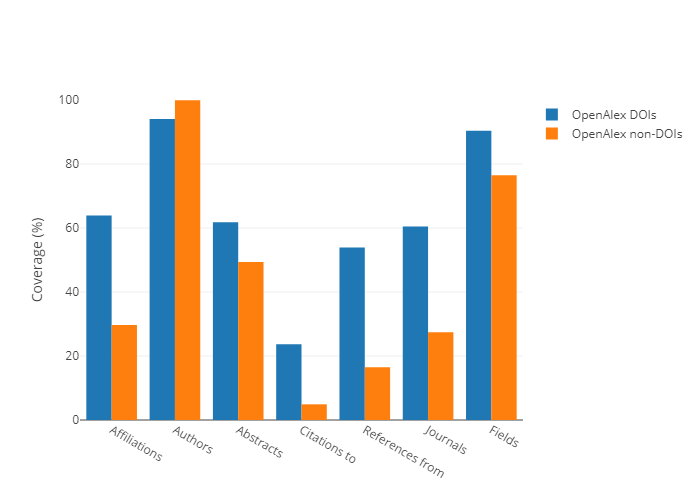 100
80
60
40
20
0
Coverage (%)
Affiliations
Authors
Abstracts
Citations to
References from
Journals
Fields
OpenAlex DOIs
OpenAlex non-DOIs